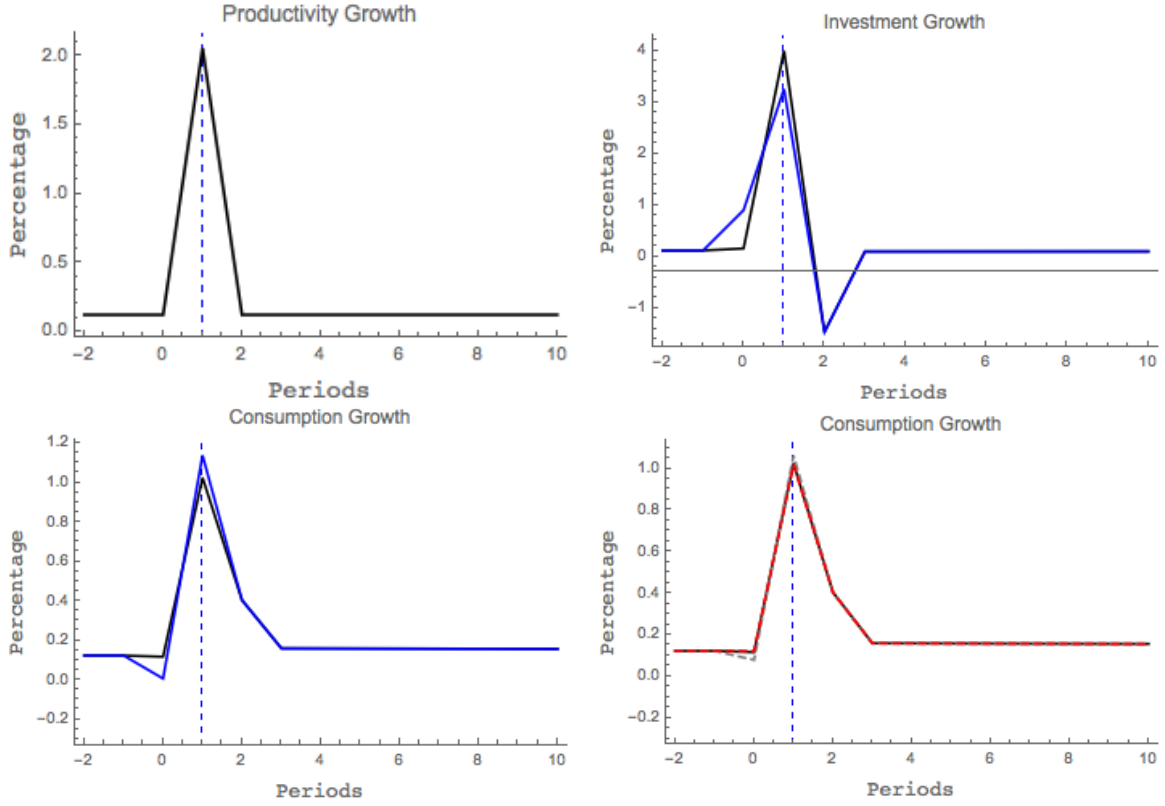 Productivity Growth
Percentage
2.0
1.5
1.0
0.5
0.0
−2 0 2 4 6 8 10
Periods
Investment Growth
Percentage
4
3
2
1
0
−1
−2 0 2 4 6 8 10
Periods
Consumption Growth
Percentage
1.2
1.0
0.8
0.6
0.4
0.2
0.0
−0.2
−2 0 2 4 6 8 10
Periods
Consumption Growth
Percentage
1.0
0.8
0.6
0.4
0.2
0.0
−0.2
−2 0 2 4 6 8 10
Periods